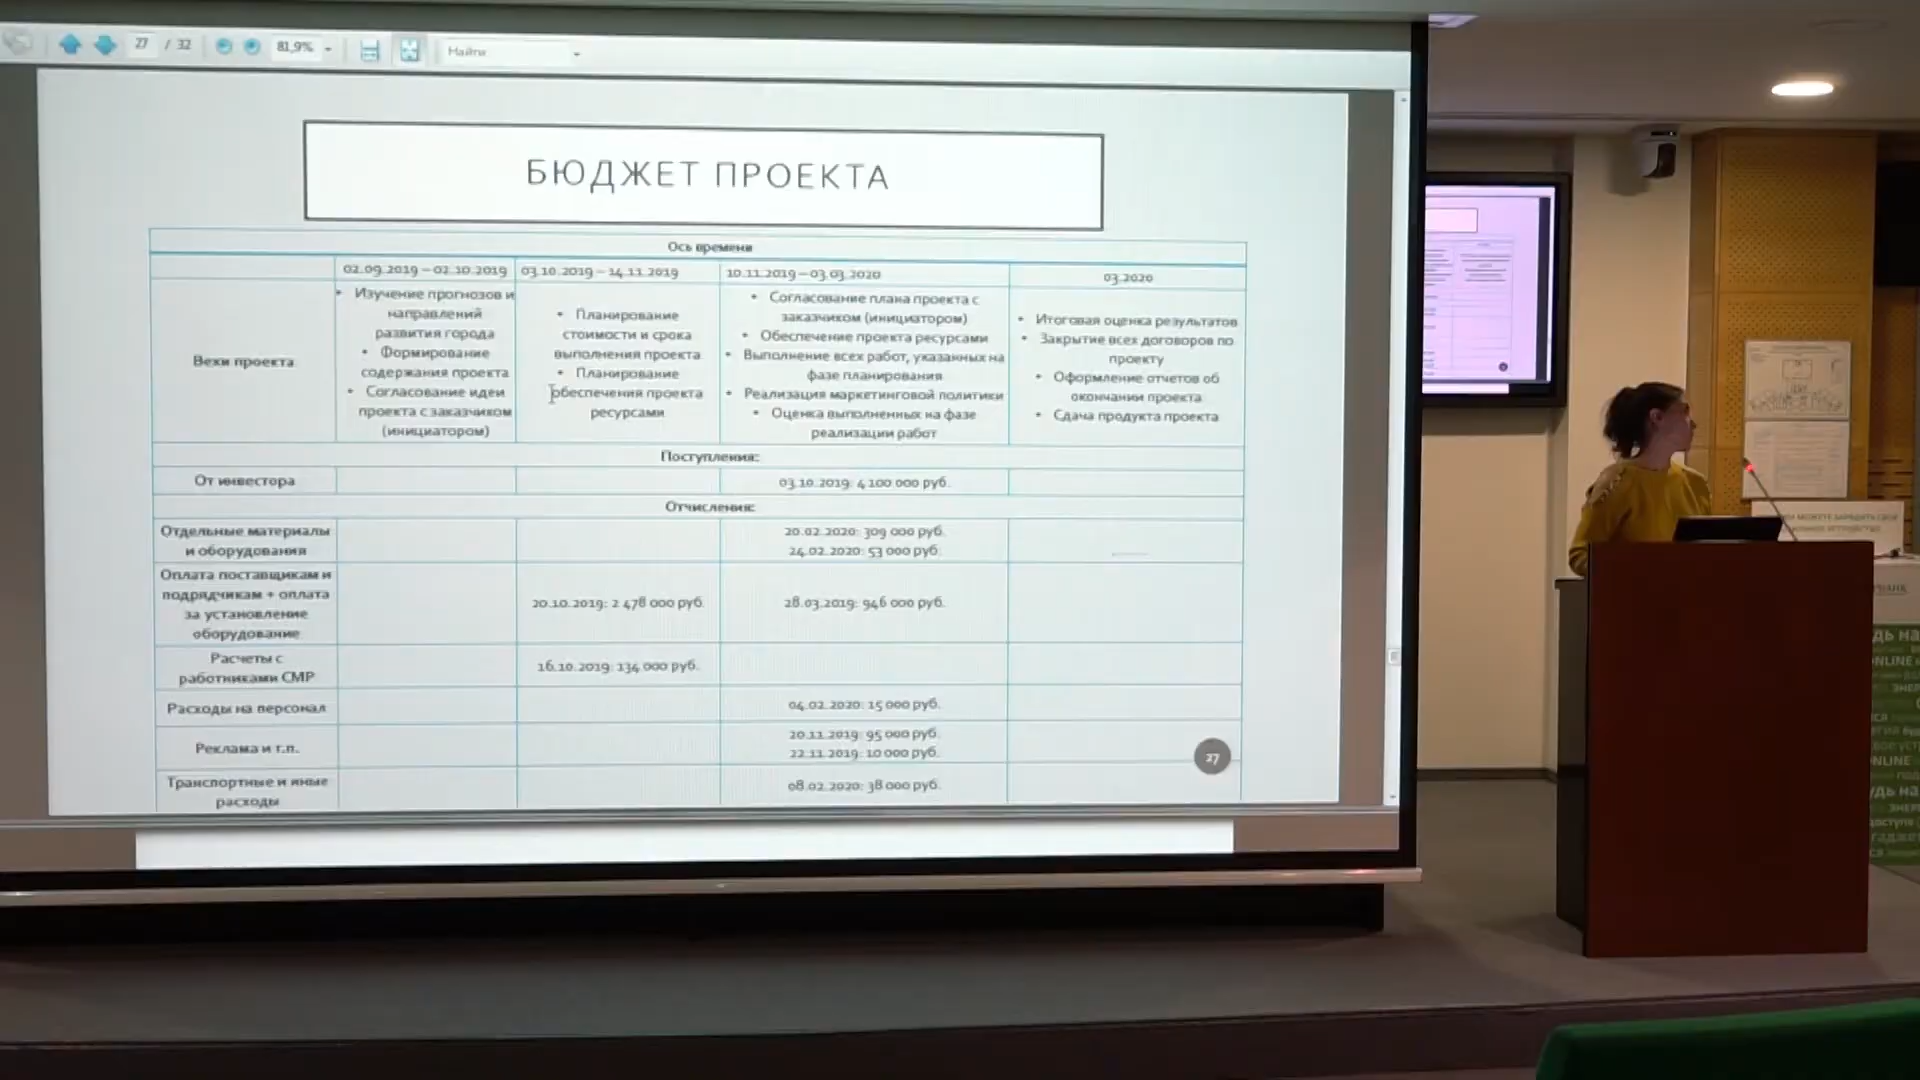 27 / 32
81,9%
Найти
БЮДЖЕТ ПРОЕКТА
Ось времени
02.09.2019 – 02.10.2019
03.10.2019 – 14.11.2019
10.11.2019 – 03.03.2020
03.2020
Вехи проекта
• Изучение прогнозов и
направлений
развития города
• Формирование
содержания проекта
• Согласование идеи
проекта с заказчиком
(инициатором)
• Планирование
стоимости и срока
выполнения проекта
• Планирование
обеспечения проекта
ресурсами
• Согласование плана проекта с
заказчиком (инициатором)
• Обеспечение проекта ресурсами
• Выполнение всех работ, указанных на
фазе планирования
• Реализация маркетинговой политики
• Оценка выполненных на фазе
реализации работ
• Итоговая оценка результатов
• Закрытие всех договоров по
проекту
• Оформление отчетов об
окончании проекта
• Сдача продукта проекта
Поступления:
От инвестора
03.10.2019: 4 100 000 руб.
Отчисления:
Отдельные материалы
и оборудования
20.02.2020: 309 000 руб.
24.02.2020: 53 000 руб.
Оплата поставщикам и
подрядчикам + оплата
за установление
оборудование
20.10.2019: 2 478 000 руб.
28.03.2019: 946 000 руб.
Расчеты с
работниками СМР
16.10.2019: 134 000 руб.
Расходы на персонал
04.02.2020: 15 000 руб.
Реклама и т.п.
20.11.2019: 95 000 руб.
22.11.2019: 10 000 руб.
27
Транспортные и иные
расходы
08.02.2020: 38 000 руб.
МОЖЕТЕ ЗАРЯДИТЬ СВОЕ
NLINE
NLINE